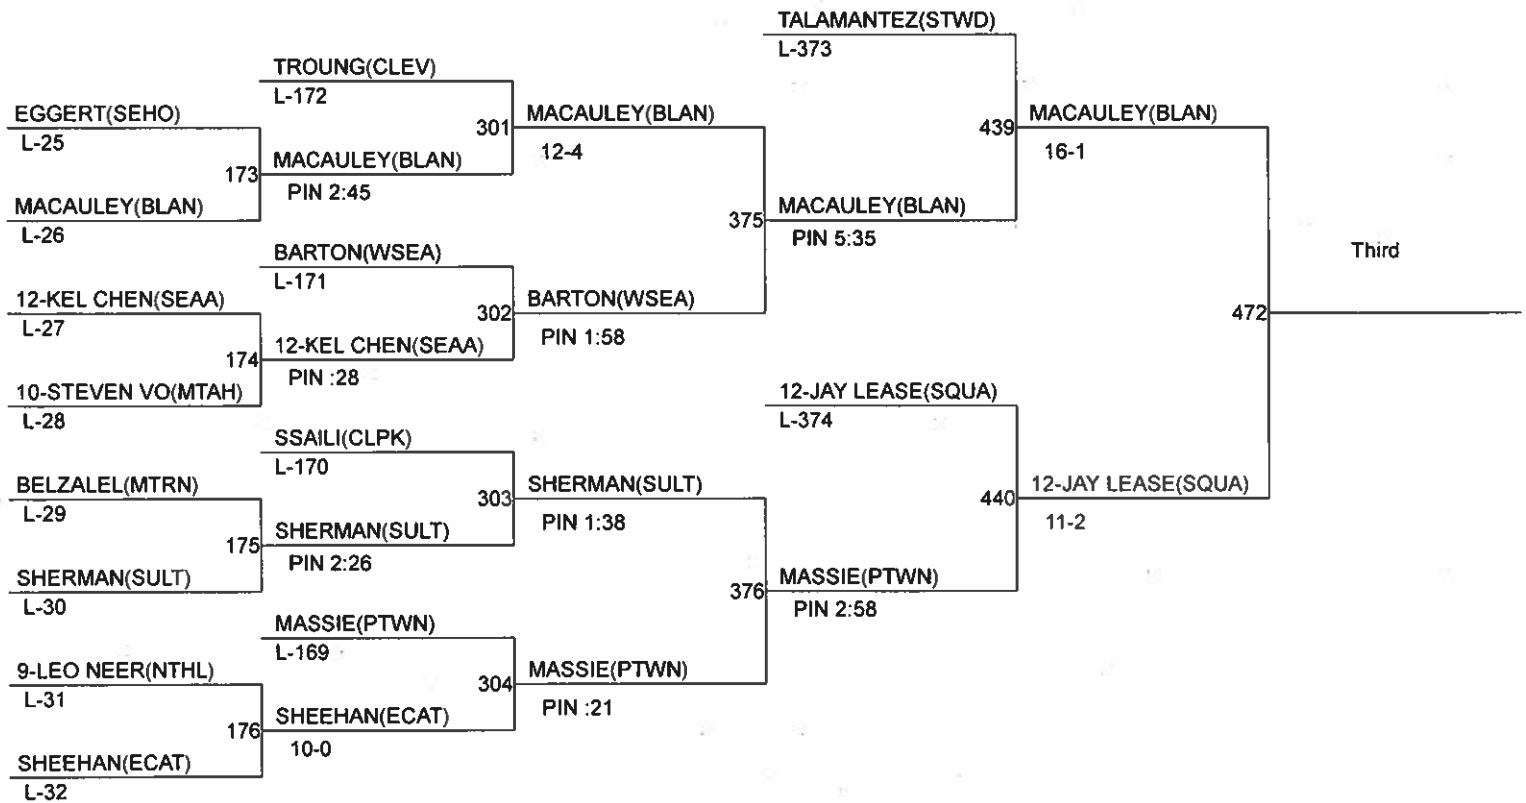 TALAMANTEZ(STWD)
L-373
TROUNG(CLEV)
L-172
EGGERT(SEHO)
L-25
301
MACAULEY(BLAN)
12-4
439
MACAULEY(BLAN)
16-1
173
MACAULEY(BLAN)
PIN 2:45
MACAULEY(BLAN)
L-26
375
MACAULEY(BLAN)
PIN 5:35
BARTON(WSEA)
L-171
Third
12-KEL CHEN(SEAA)
L-27
302
BARTON(WSEA)
PIN 1:58
472
174
12-KEL CHEN(SEAA)
PIN :28
10-STEVEN VO(MTAH)
L-28
12-JAY LEASE(SQUA)
L-374
SSAILI(CLPK)
L-170
BELZALEL(MTRN)
L-29
303
SHERMAN(SULT)
PIN 1:38
440
12-JAY LEASE(SQUA)
11-2
175
SHERMAN(SULT)
PIN 2:26
SHERMAN(SULT)
L-30
376
MASSIE(PTWN)
PIN 2:58
MASSIE(PTWN)
L-169
9-LEO NEER(NTHL)
L-31
304
MASSIE(PTWN)
PIN :21
176
SHEEHAN(ECAT)
10-0
SHEEHAN(ECAT)
L-32